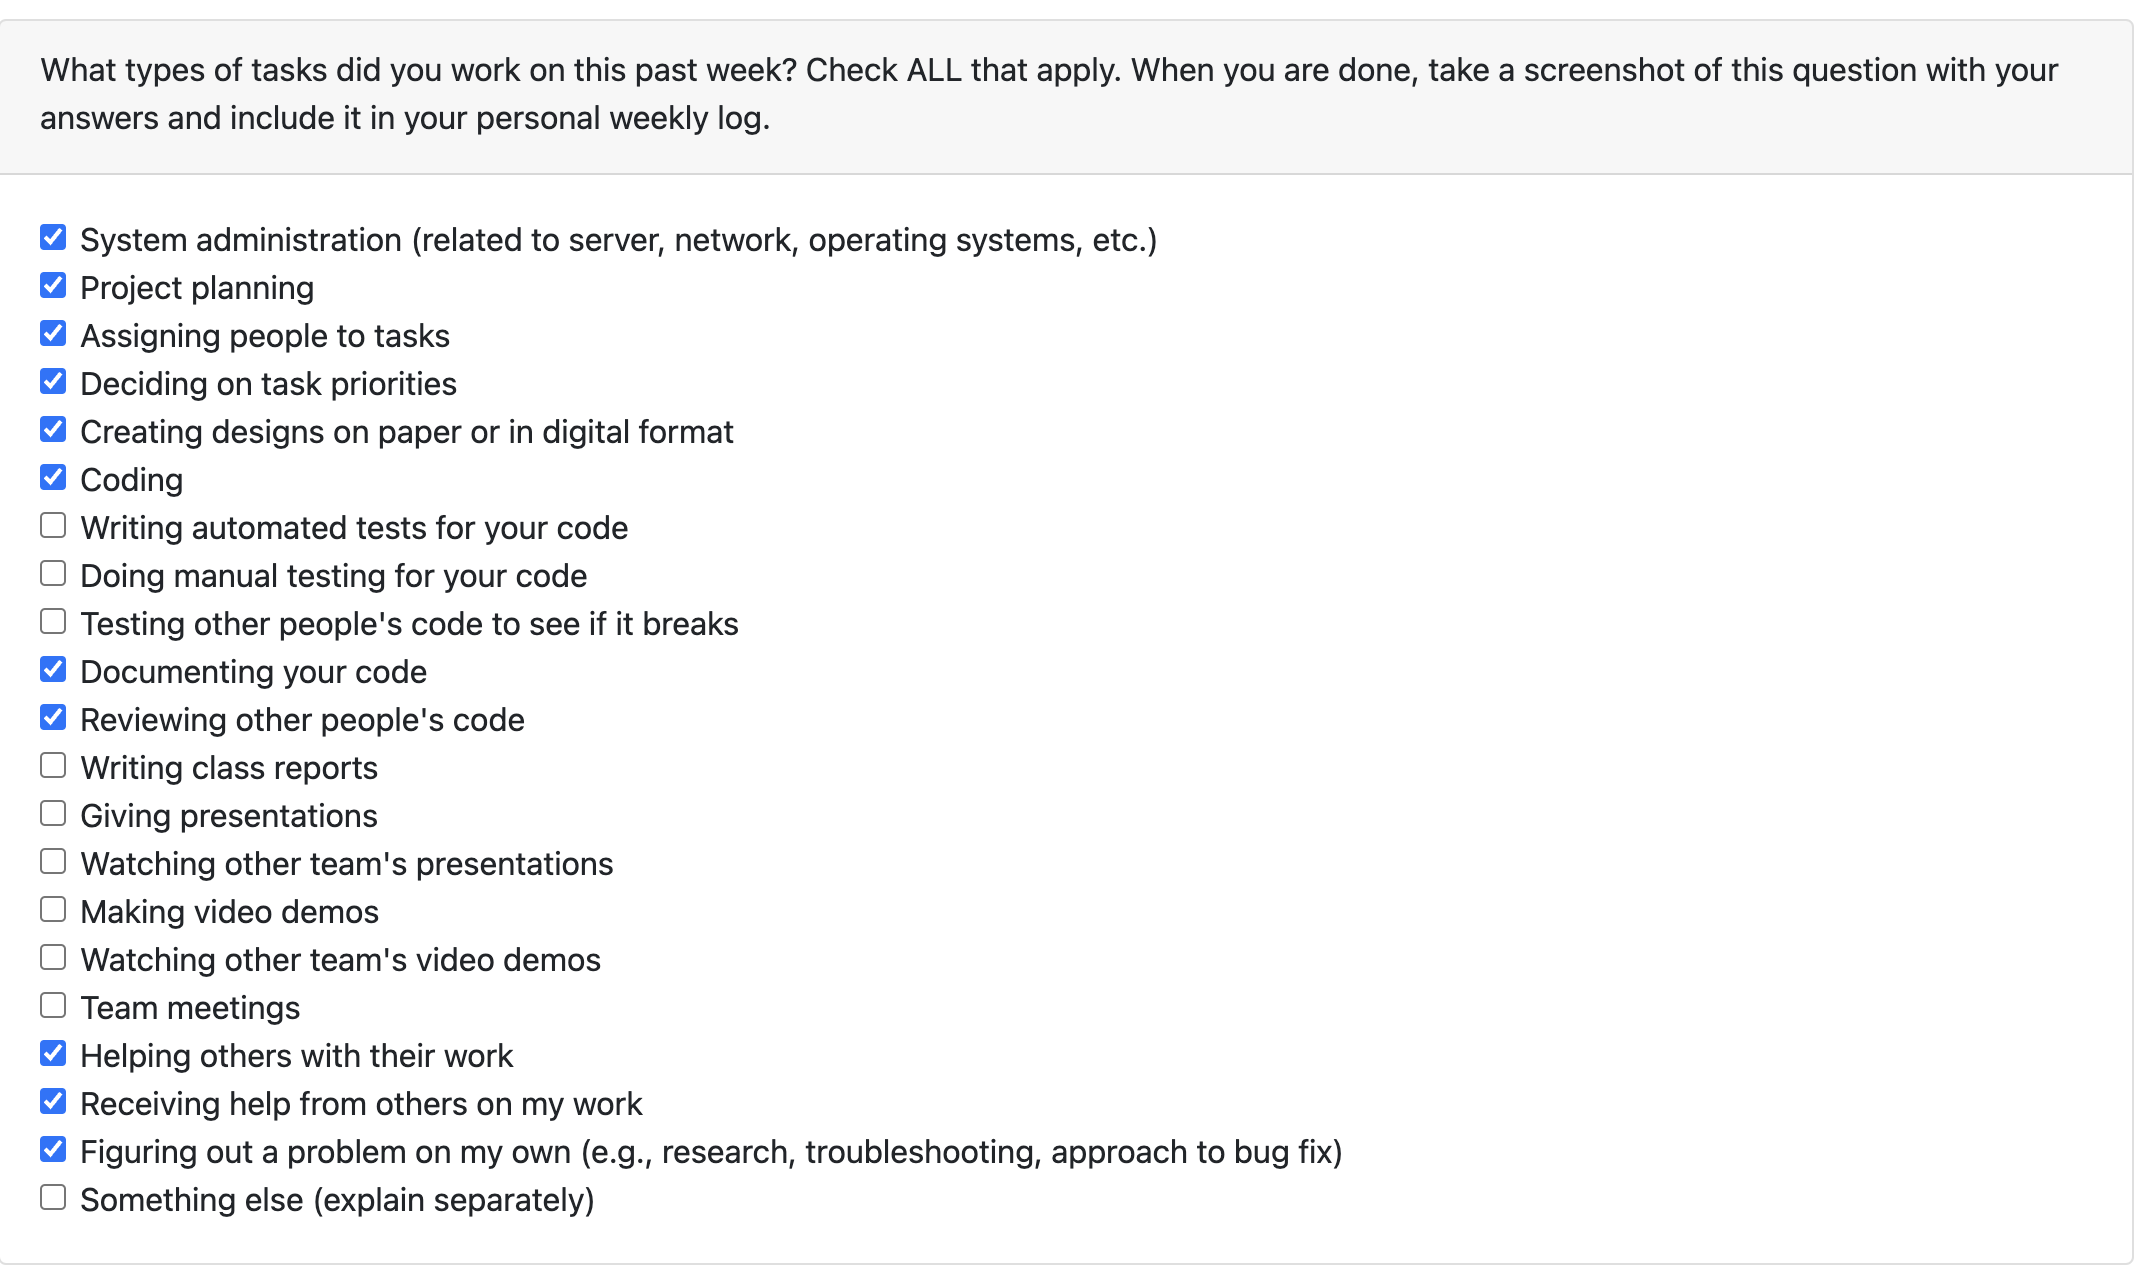 What types of tasks did you work on this past week? Check ALL that apply. When you are done, take a screenshot of this question with your
answers and include it in your personal weekly log.
System administration (related to server, network, operating systems, etc.)
Project planning
Assigning people to tasks
Deciding on task priorities
Creating designs on paper or in digital format
Coding
Writing automated tests for your code
Doing manual testing for your code
Testing other people's code to see if it breaks
Documenting your code
Reviewing other people's code
Writing class reports
Giving presentations
Watching other team's presentations
Making video demos
Watching other team's video demos
Team meetings
Helping others with their work
Receiving help from others on my work
Figuring out a problem on my own (e.g., research, troubleshooting, approach to bug fix)
Something else (explain separately)